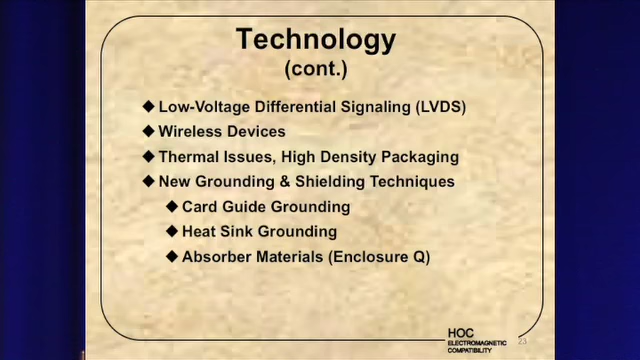 Technology
(cont.)
◆ Low-Voltage Differential Signaling (LVDS)
◆ Wireless Devices
◆ Thermal Issues, High Density Packaging
◆ New Grounding & Shielding Techniques
◆ Card Guide Grounding
◆ Heat Sink Grounding
◆ Absorber Materials (Enclosure Q)
HOC
ELECTROMAGNETIC
COMPATIBILITY
23